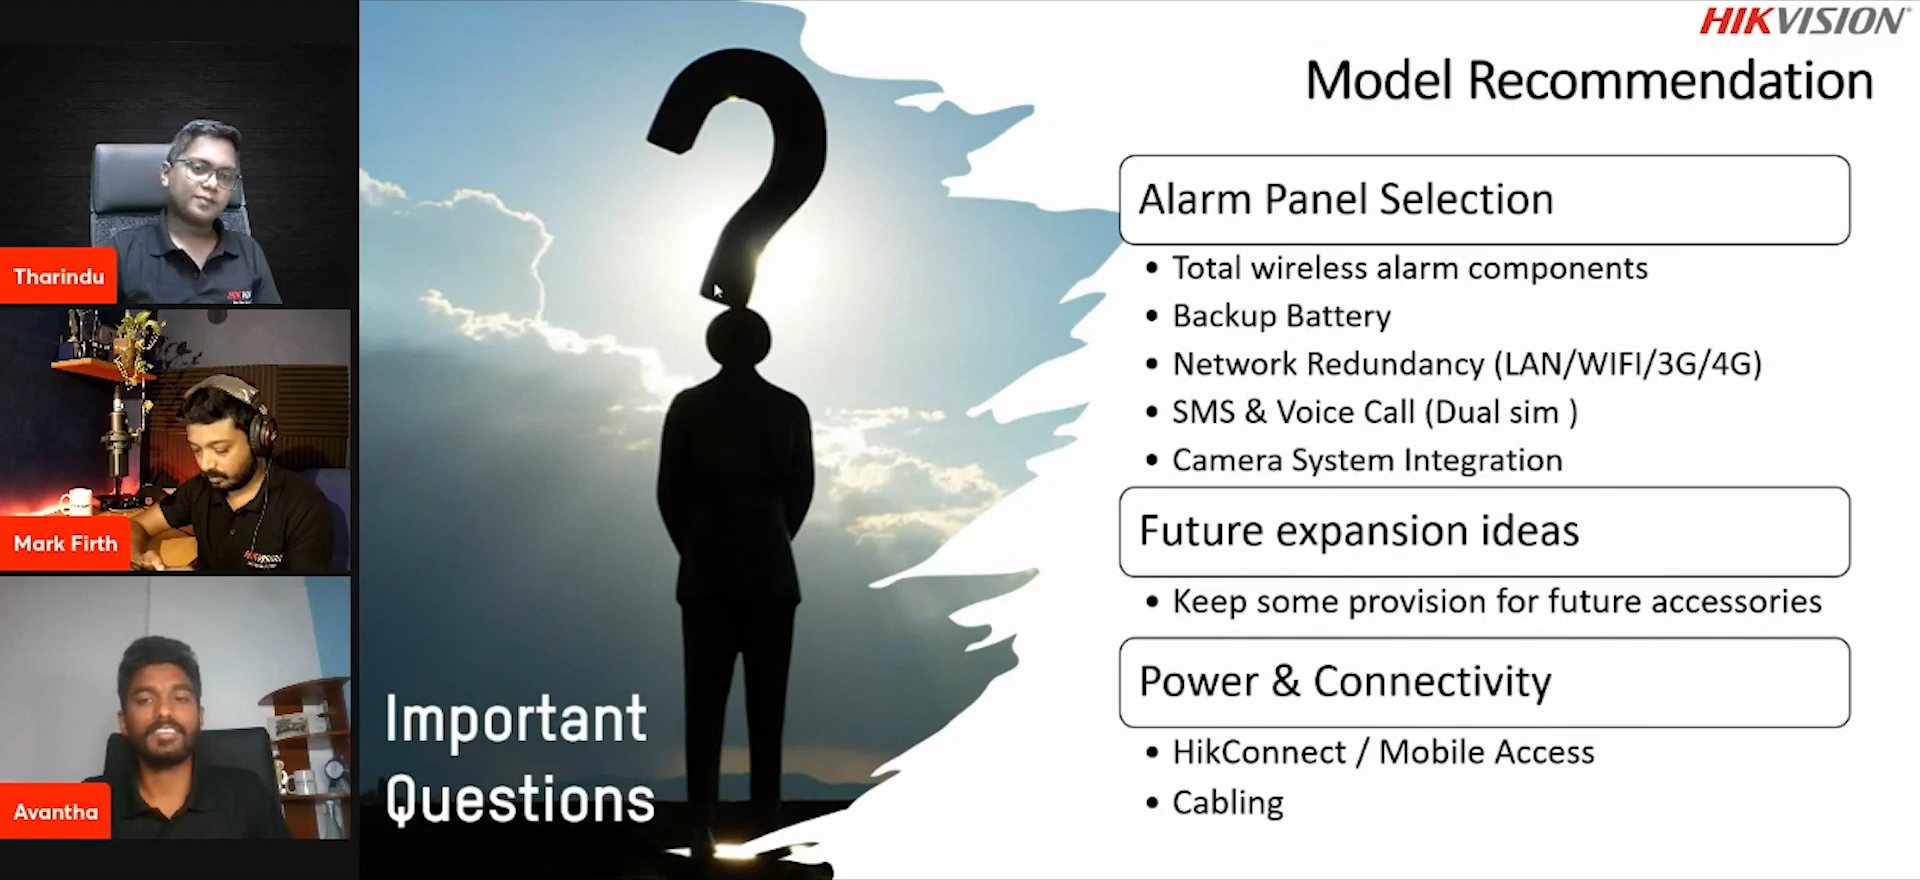 HIKVISION
Model Recommendation
Alarm Panel Selection
• Total wireless alarm components
• Backup Battery
• Network Redundancy (LAN/WIFI/3G/4G)
• SMS & Voice Call (Dual sim )
• Camera System Integration
Future expansion ideas
• Keep some provision for future accessories
Power & Connectivity
• HikConnect / Mobile Access
• Cabling
Important
Questions
Tharindu
Mark Firth
Avantha